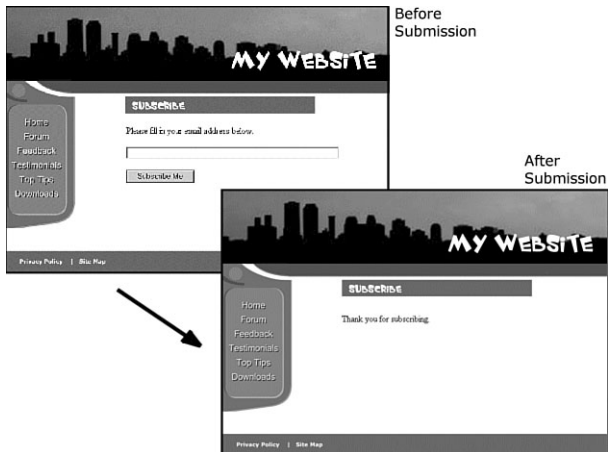 Before
Submission
My Website
SUBSCRIBE
Please fill in your email address below.
Subscribe Me
Home
Forum
Feedback
Testimonials
Top Tips
Downloads
Privacy Policy | Site Map
After
Submission
My Website
SUBSCRIBE
Thank you for subscribing.
Home
Forum
Feedback
Testimonials
Top Tips
Downloads
Privacy Policy | Site Map